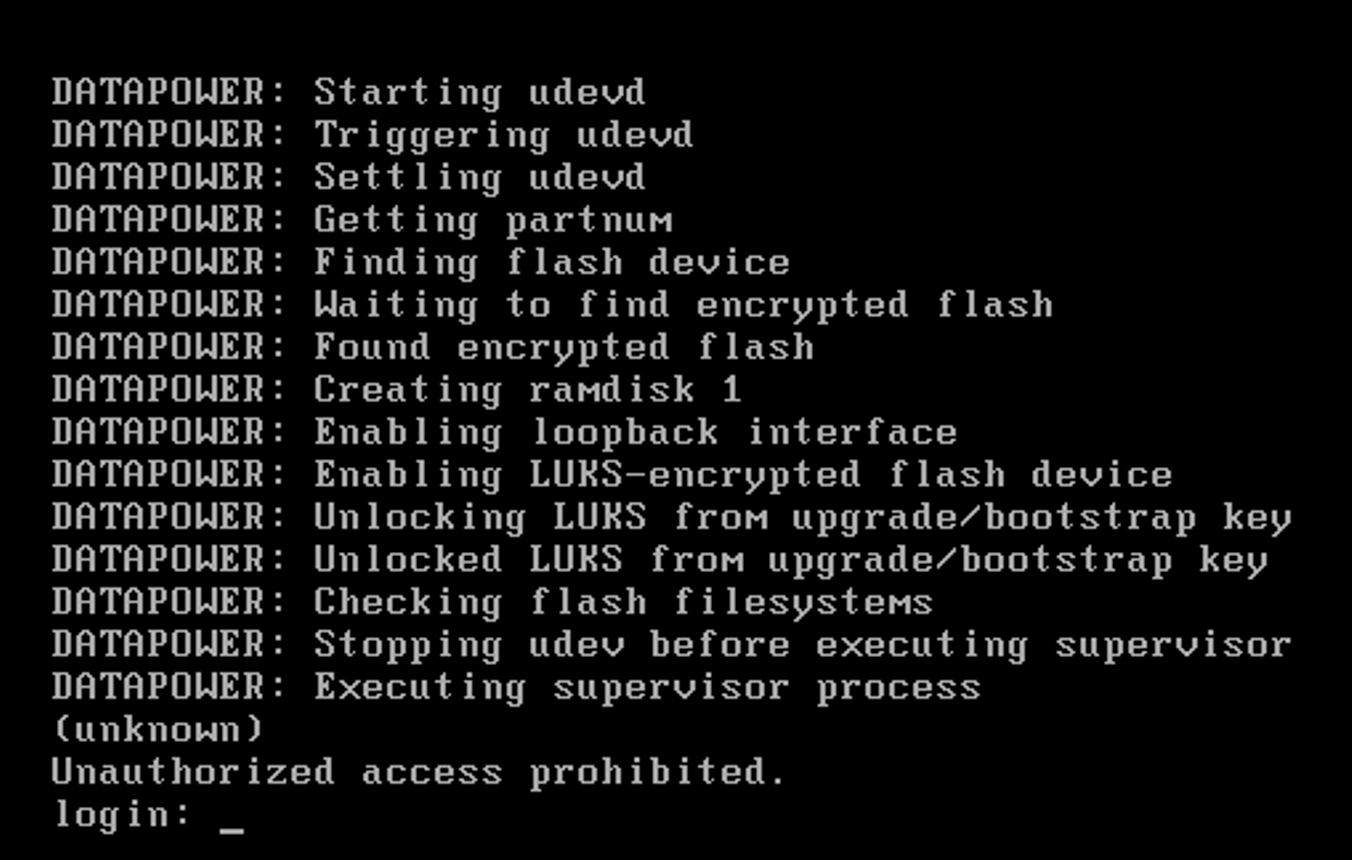 DATAPOWER: Starting udevd
DATAPOWER: Triggering udevd
DATAPOWER: Settling udevd
DATAPOWER: Getting partnum
DATAPOWER: Finding flash device
DATAPOWER: Waiting to find encrypted flash
DATAPOWER: Found encrypted flash
DATAPOWER: Creating ramdisk 1
DATAPOWER: Enabling loopback interface
DATAPOWER: Enabling LUKS-encrypted flash device
DATAPOWER: Unlocking LUKS from upgrade/bootstrap key
DATAPOWER: Unlocked LUKS from upgrade/bootstrap key
DATAPOWER: Checking flash filesystems
DATAPOWER: Stopping udev before executing supervisor
DATAPOWER: Executing supervisor process
(unknown)
Unauthorized access prohibited.
login: _